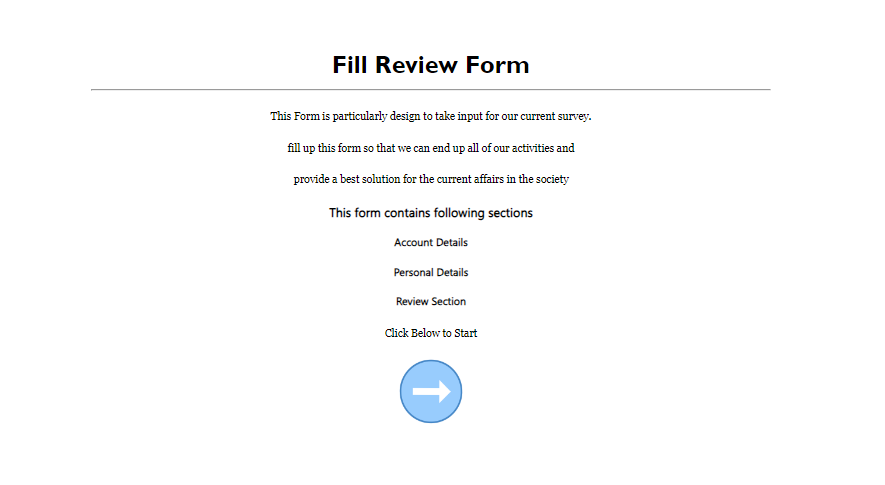 Fill Review Form
This Form is particularly design to take input for our current survey.
fill up this form so that we can end up all of our activities and
provide a best solution for the current affairs in the society
This form contains following sections
Account Details
Personal Details
Review Section
Click Below to Start